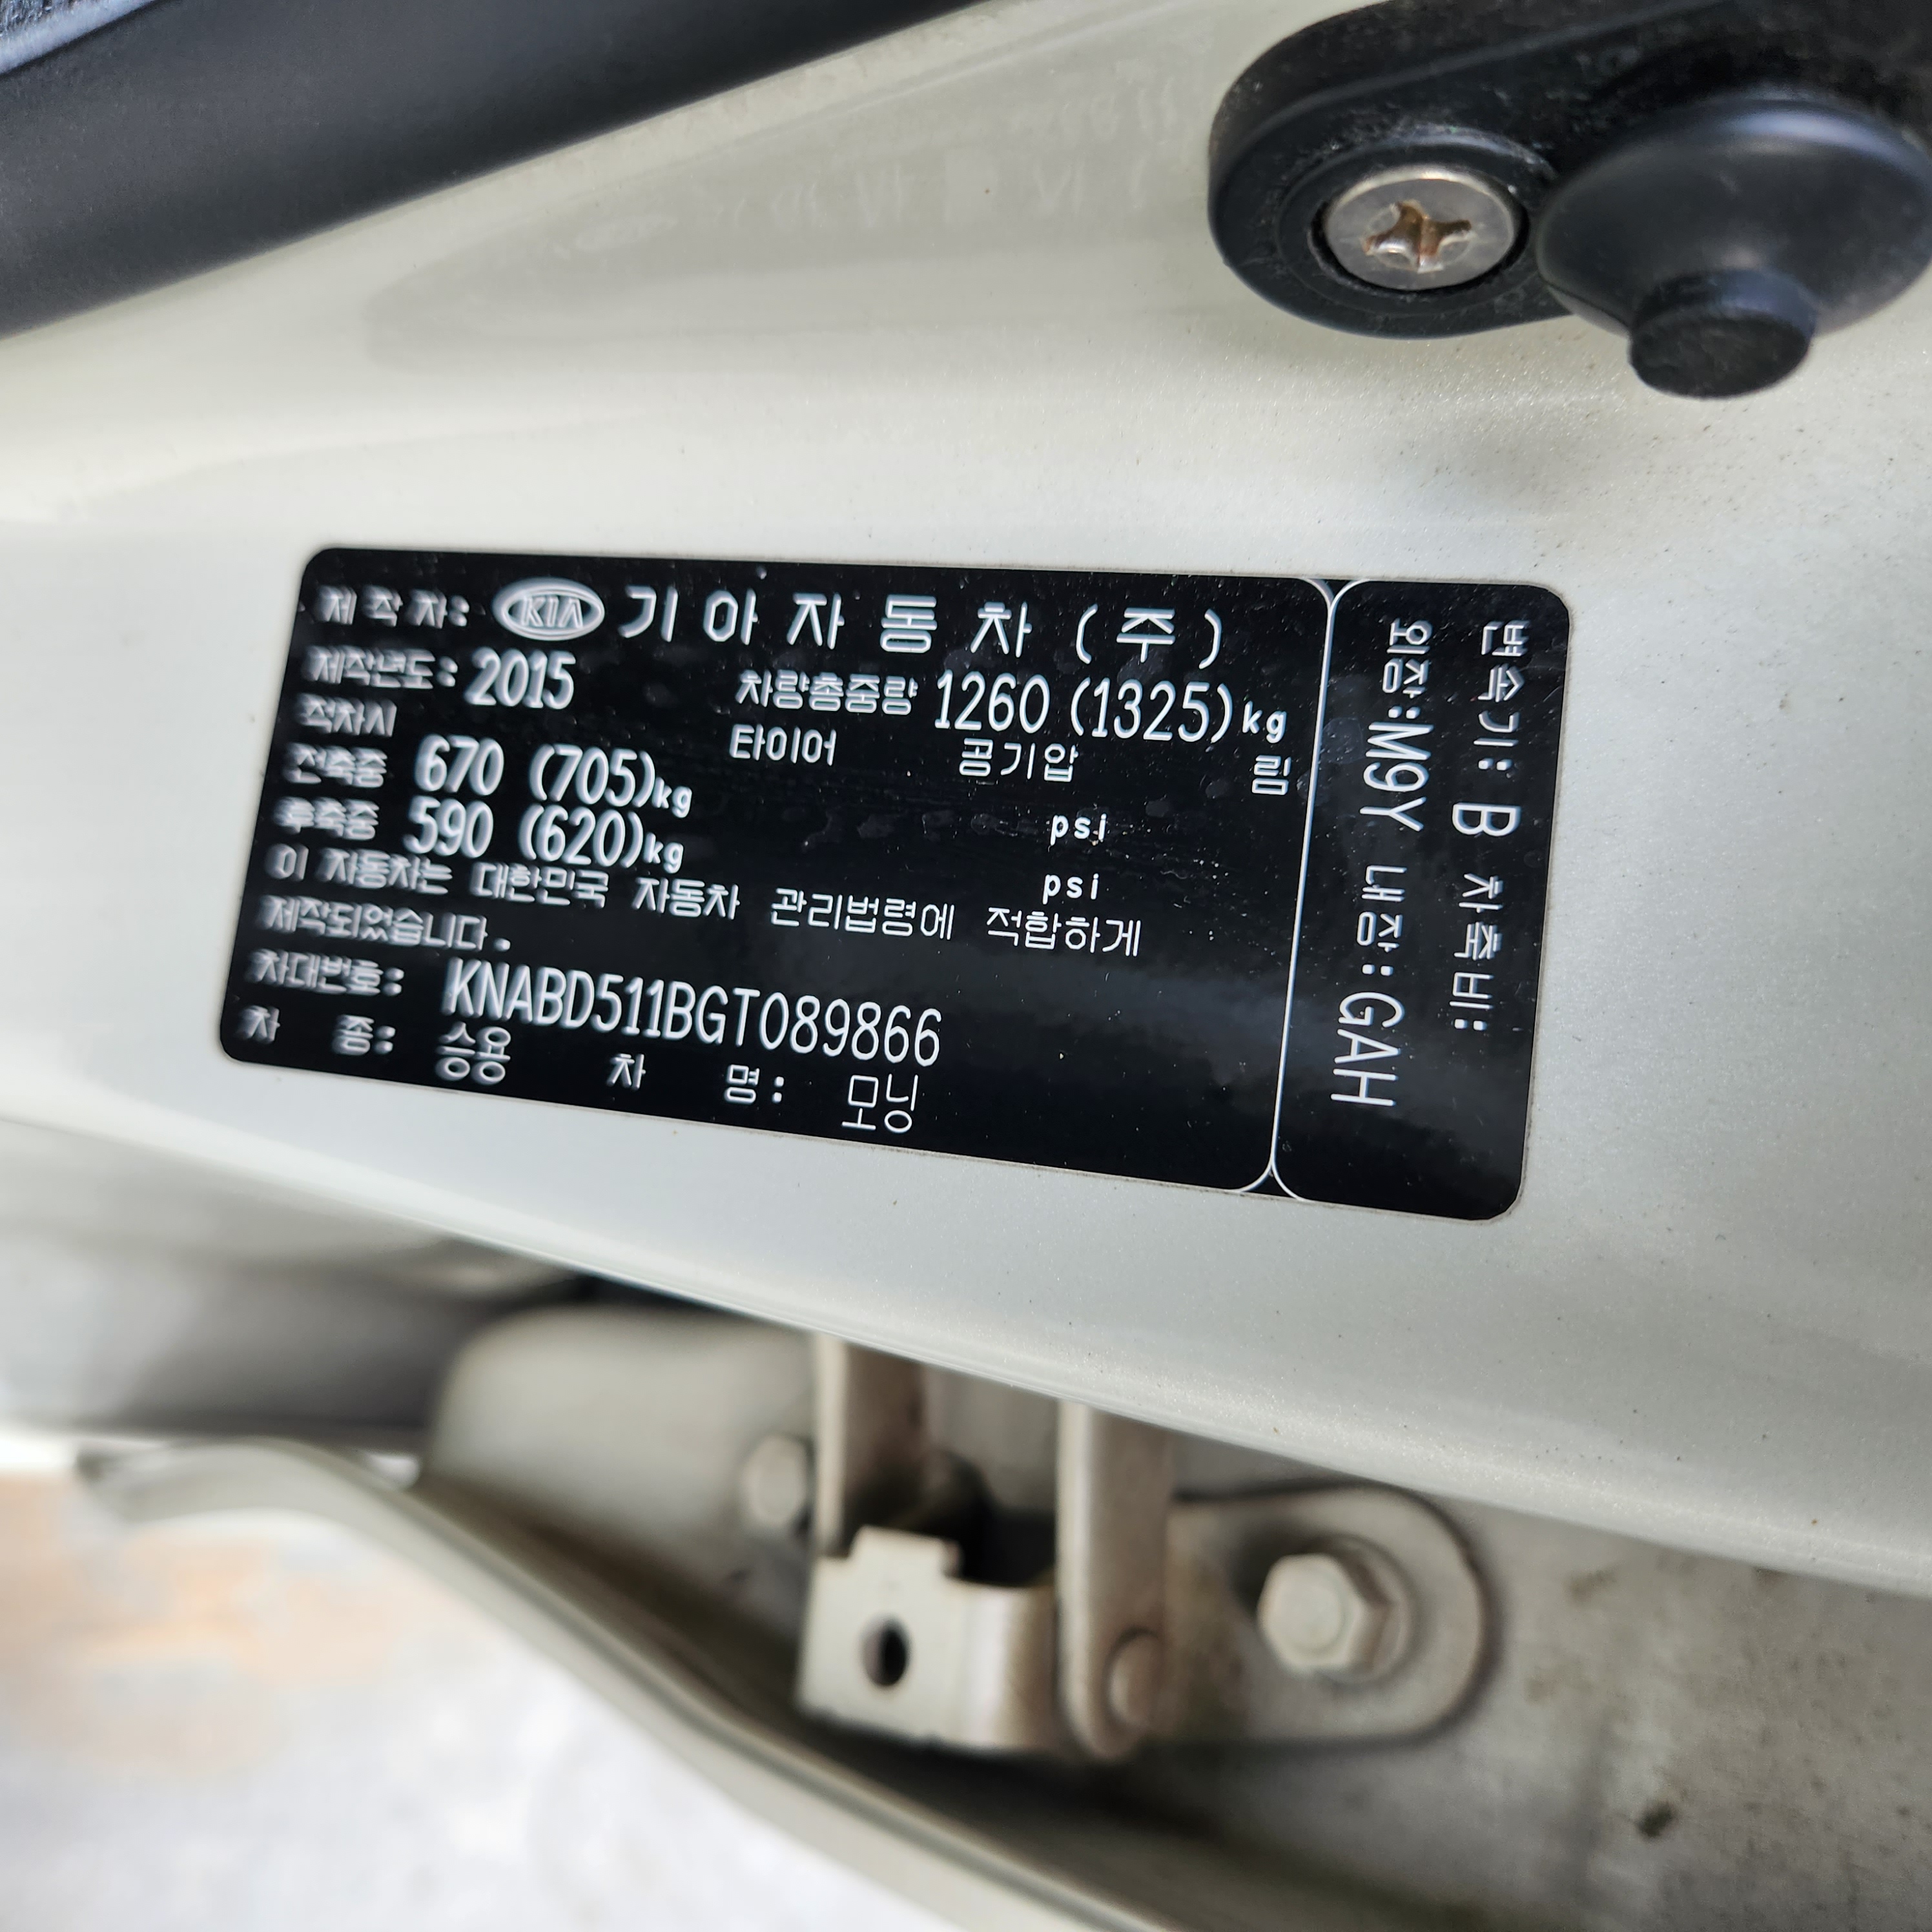 제 작 자: KIA 기 아 자 동 차 (주)
제작년도: 2015 차량총중량 1260 (1325)kg
적차시 타이어 공기압 림
전축중 670 (705)kg psi
후축중 590 (620)kg psi
이 자동차는 대한민국 자동차 관리법령에 적합하게
제작되었습니다.
차대번호: KNABD511BGT089866
차 종: 승용 차 명: 모닝
변속기: B 차축비:
외장:M9Y 내장:GAH